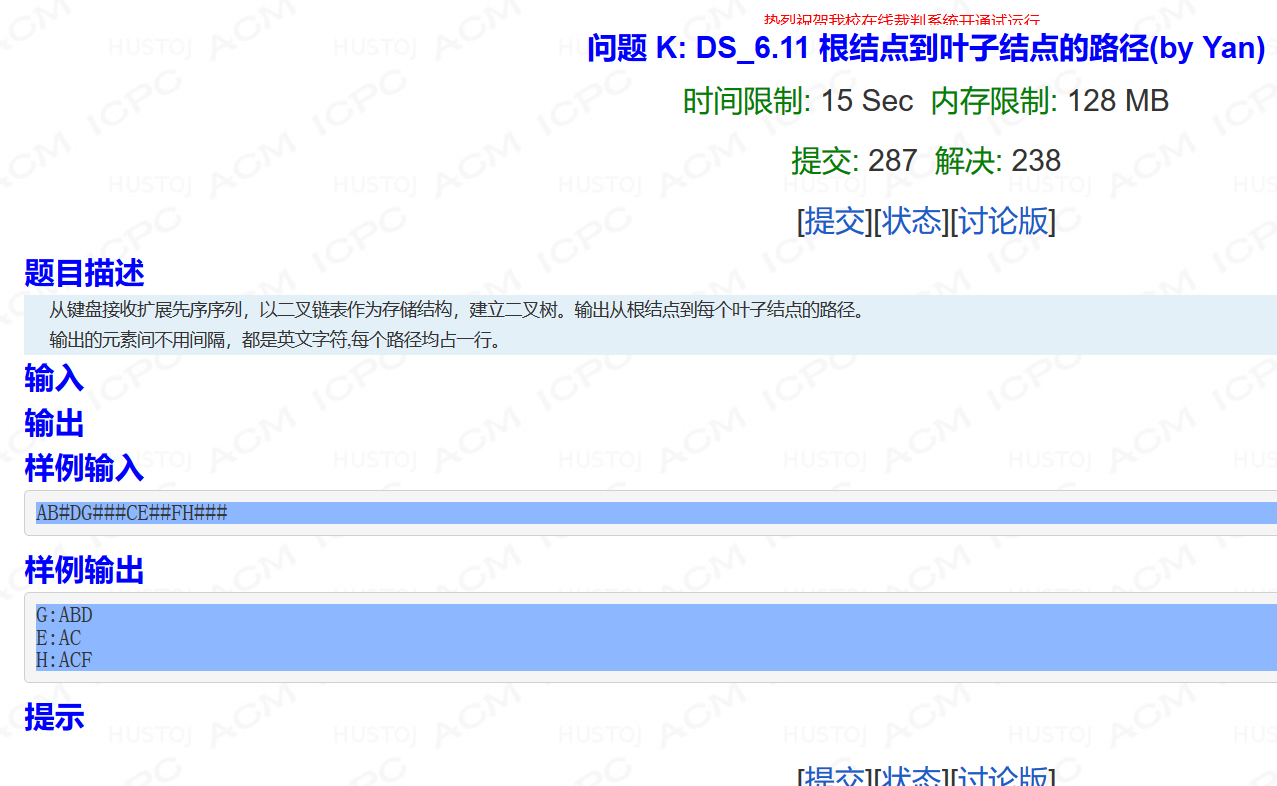 热烈祝贺我校在线裁判系统开通试运行
问题 K: DS_6.11 根结点到叶子结点的路径(by Yan)
时间限制: 15 Sec 内存限制: 128 MB
提交: 287 解决: 238
[提交][状态][讨论版]
题目描述
从键盘接收扩展先序序列，以二叉链表作为存储结构，建立二叉树。输出从根结点到每个叶子结点的路径。
输出的元素间不用间隔，都是英文字符,每个路径均占一行。
输入
输出
样例输入
AB#DG###CE##FH###
样例输出
G:ABD
E:AC
H:ACF
提示
[提交][状态][讨论版]